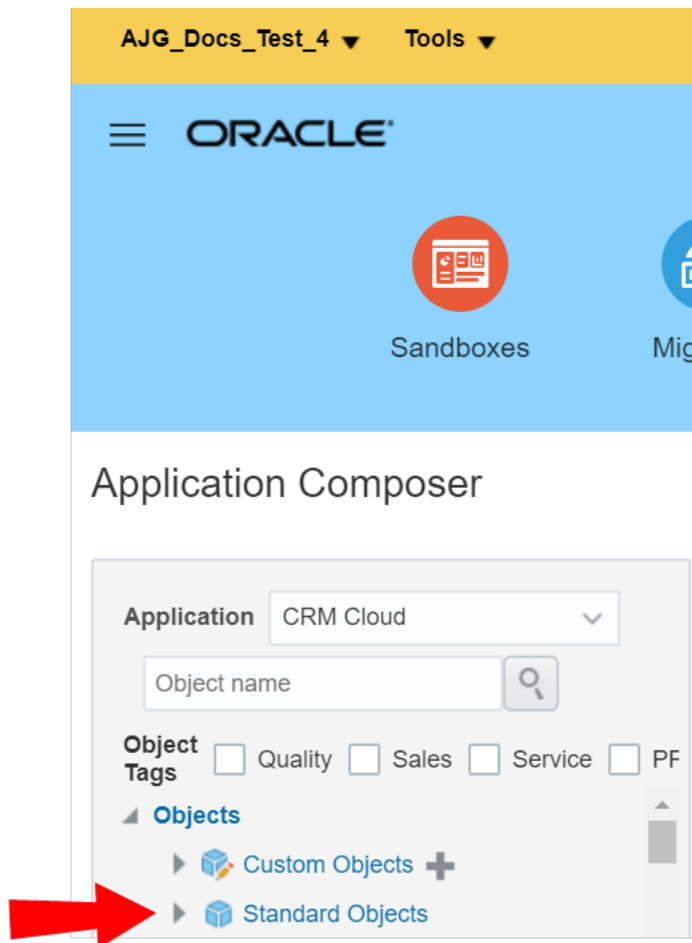 AJG_Docs_Test_4 Tools
ORACLE
Sandboxes
Application Composer
Application CRM Cloud
Object name
Object Tags Quality Sales Service
Objects
Custom Objects
Standard Objects